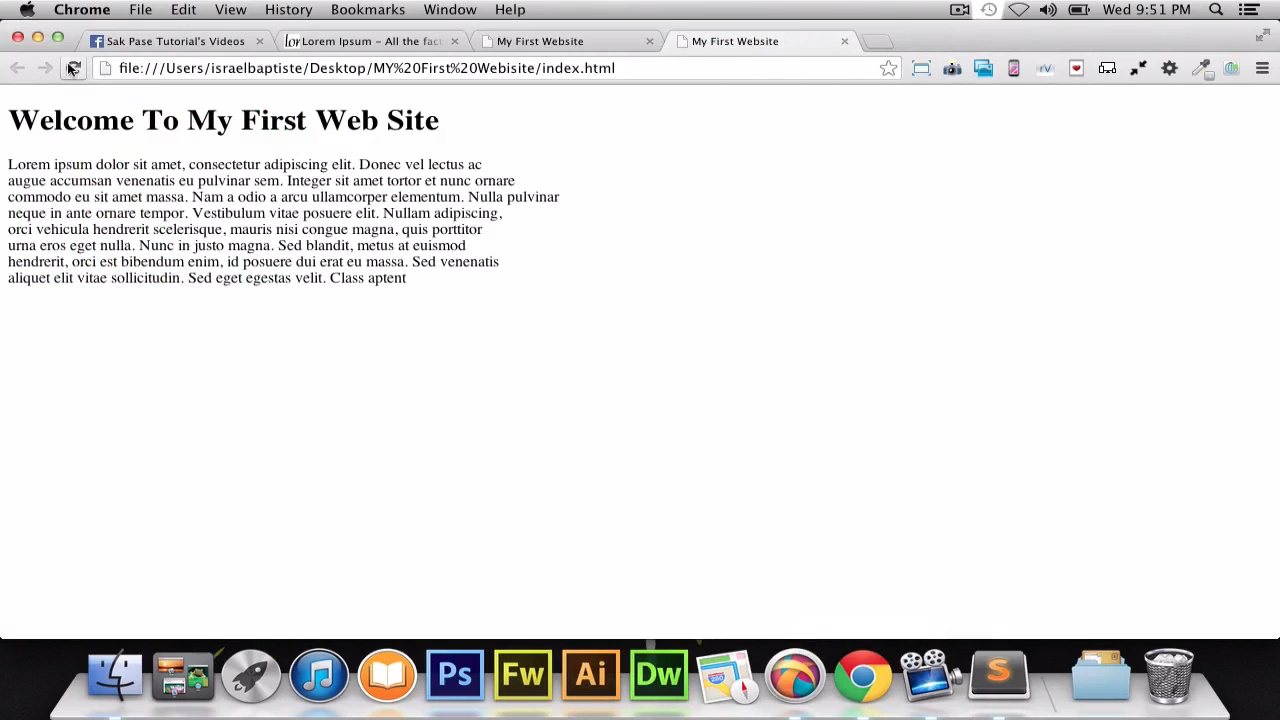 Chrome File Edit View History Bookmarks Window Help Wed 9:51 PM
Sak Pase Tutorial's Videos Lorem Ipsum – All the fac My First Website My First Website
file:///Users/israelbaptiste/Desktop/MY%20First%20Webisite/index.html
Welcome To My First Web Site
Lorem ipsum dolor sit amet, consectetur adipiscing elit. Donec vel lectus ac
augue accumsan venenatis eu pulvinar sem. Integer sit amet tortor et nunc ornare
commodo eu sit amet massa. Nam a odio a arcu ullamcorper elementum. Nulla pulvinar
neque in ante ornare tempor. Vestibulum vitae posuere elit. Nullam adipiscing,
orci vehicula hendrerit scelerisque, mauris nisi congue magna, quis porttitor
urna eros eget nulla. Nunc in justo magna. Sed blandit, metus at euismod
hendrerit, orci est bibendum enim, id posuere dui erat eu massa. Sed venenatis
aliquet elit vitae sollicitudin. Sed eget egestas velit. Class aptent
Ps Fw Ai Dw S